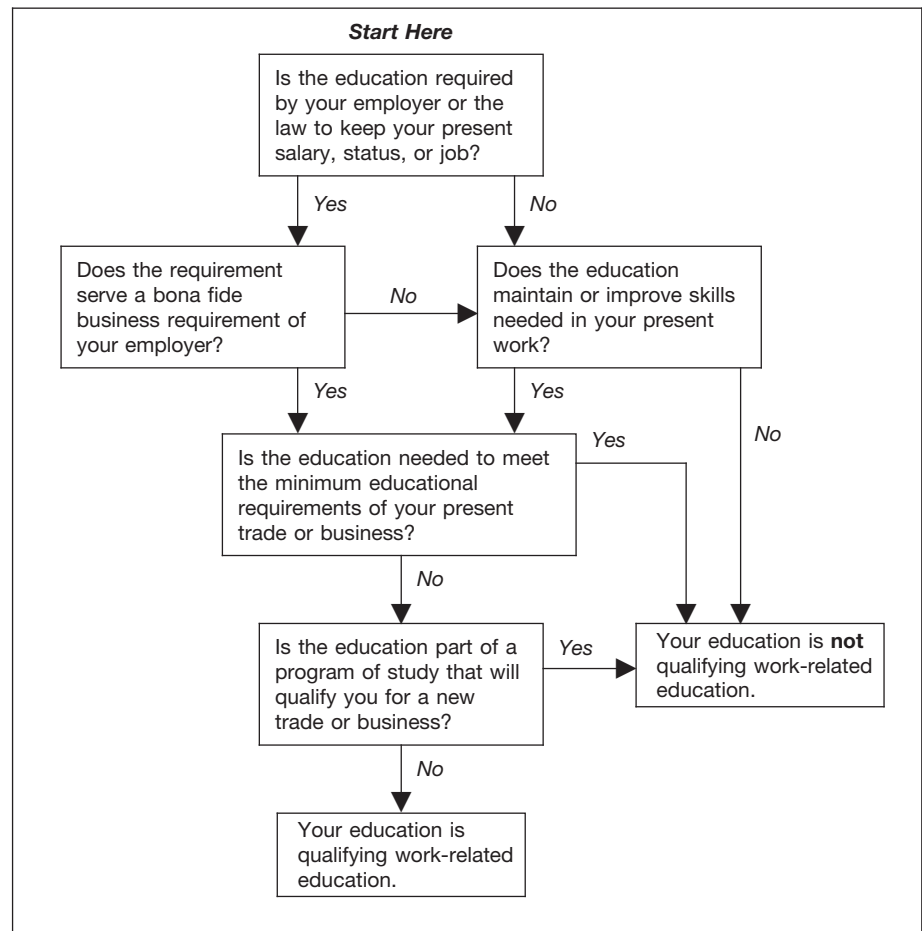 Start Here
Is the education required
by your employer or the
law to keep your present
salary, status, or job?
Yes
No
Does the requirement
serve a bona fide
business requirement of
your employer?
No
Does the education
maintain or improve skills
needed in your present
work?
Yes
Yes
No
Is the education needed to meet
the minimum educational
requirements of your present
trade or business?
Yes
No
Is the education part of a
program of study that will
qualify you for a new
trade or business?
Yes
Your education is not
qualifying work-related
education.
No
Your education is
qualifying work-related
education.